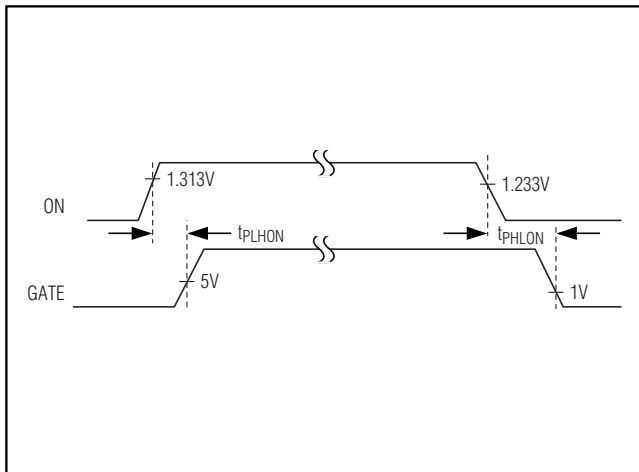 1.313V
1.233V
ON
tPLHON
tPHLON
GATE
5V
1V